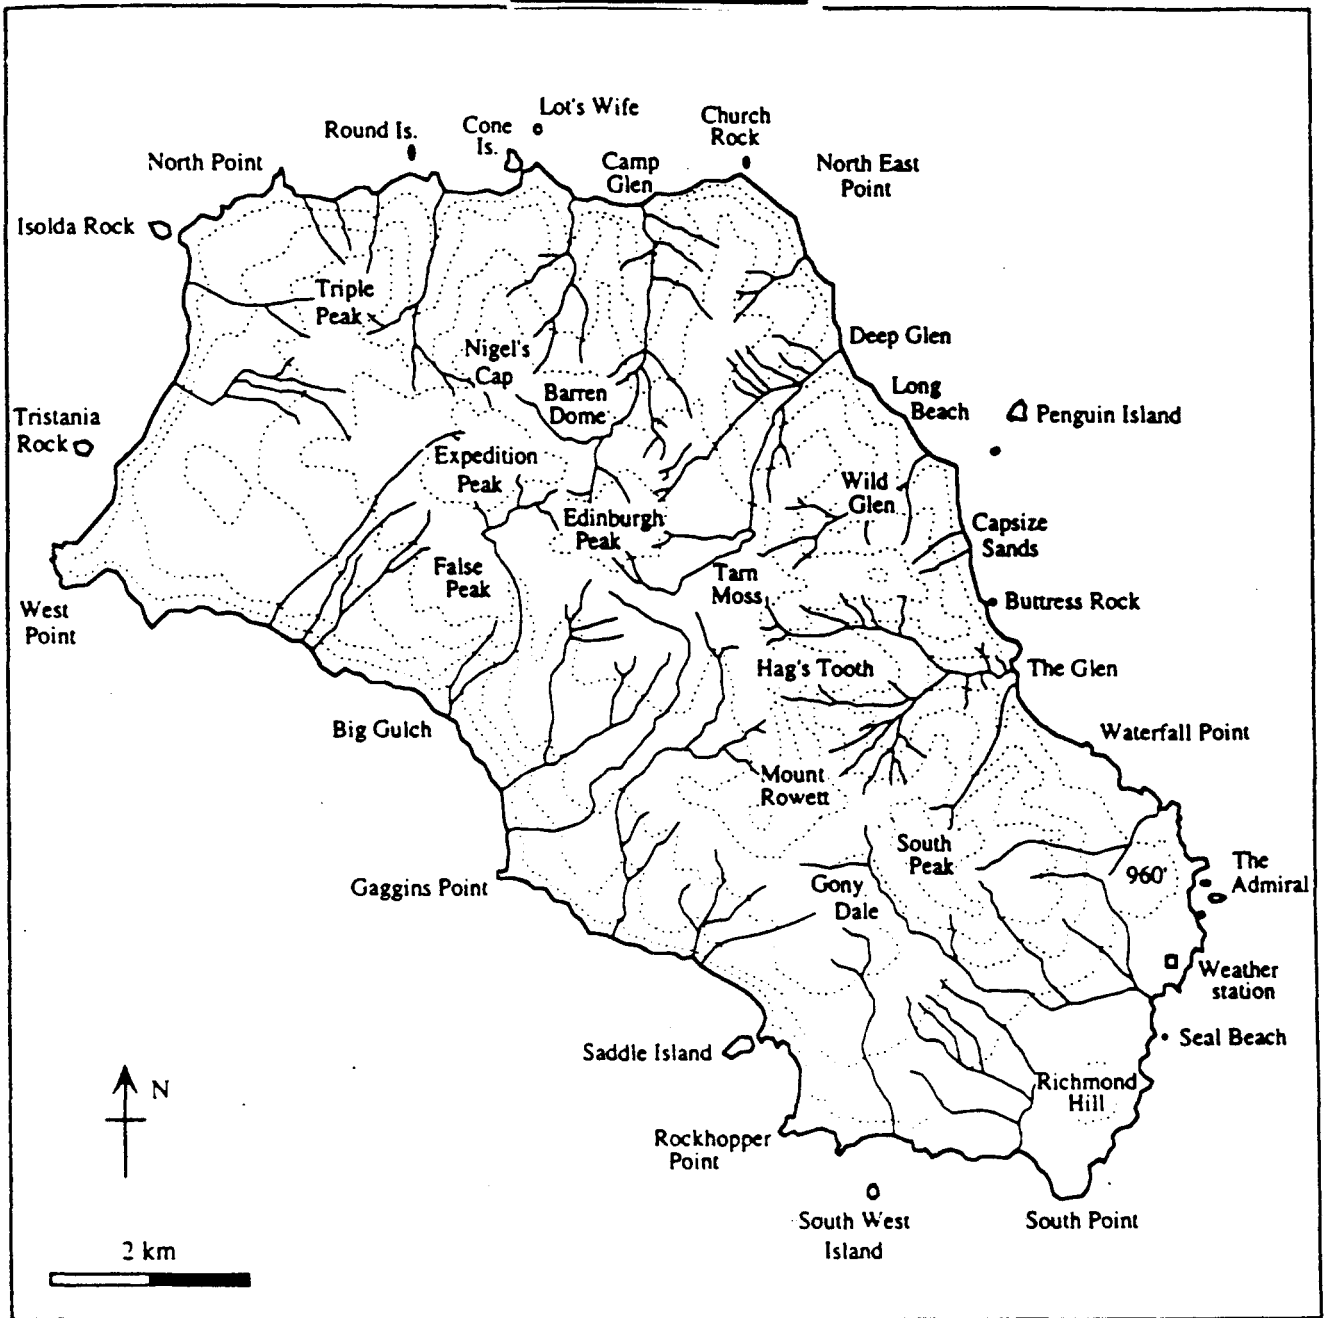 Lot's Wife
Church
Rock
Round Is.
Cone
Is.
North Point
Camp
Glen
North East
Point
Isolda Rock
Triple
Peak
Deep Glen
Nigel's
Cap
Barren
Dome
Long
Beach
Penguin Island
Tristania
Rock
Expedition
Peak
Wild
Glen
Edinburgh
Peak
Capsize
Sands
False
Peak
Tarn
Moss
West
Point
Buttress Rock
Hag's Tooth
The Glen
Big Gulch
Waterfall Point
Mount
Rowett
South
Peak
Gaggins Point
Gony
Dale
960'
The
Admiral
Weather
station
Saddle Island
Seal Beach
N
Richmond
Hill
Rockhopper
Point
South West
Island
South Point
2 km